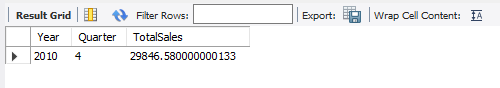 Result Grid Filter Rows: Export: Wrap Cell Content:
Year Quarter TotalSales
2010 4 29846.580000000133